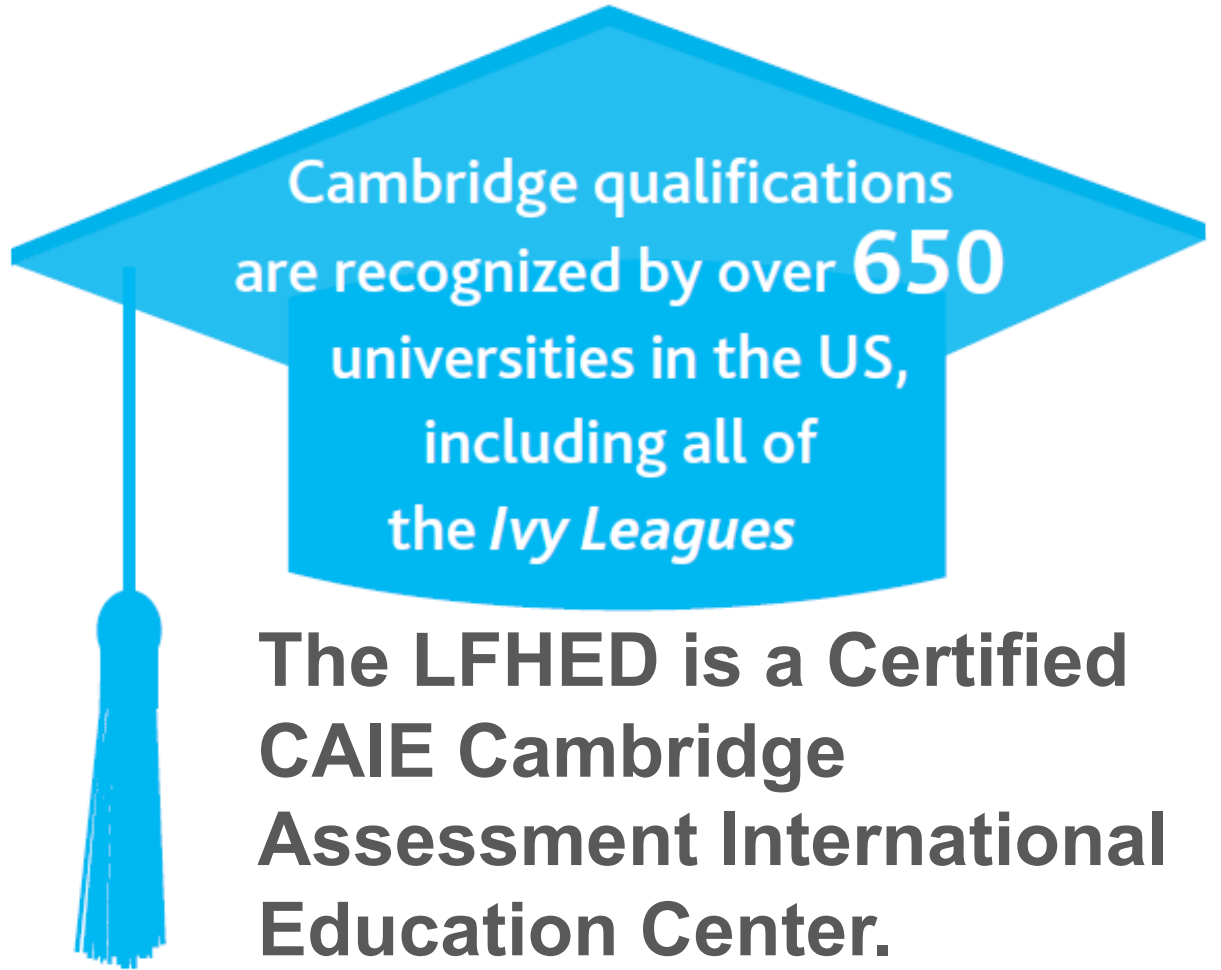 Cambridge qualifications
are recognized by over 650
universities in the US,
including all of
the Ivy Leagues
The LFHED is a Certified
CAIE Cambridge
Assessment International
Education Center.